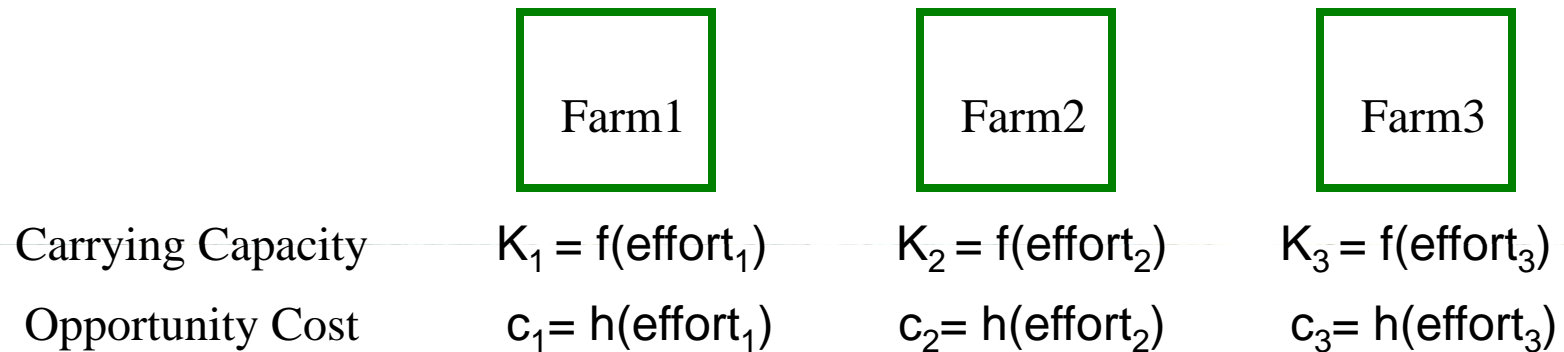 Farm1 Farm2 Farm3
Carrying Capacity K₁ = f(effort₁) K₂ = f(effort₂) K₃ = f(effort₃)
Opportunity Cost c₁= h(effort₁) c₂= h(effort₂) c₃= h(effort₃)